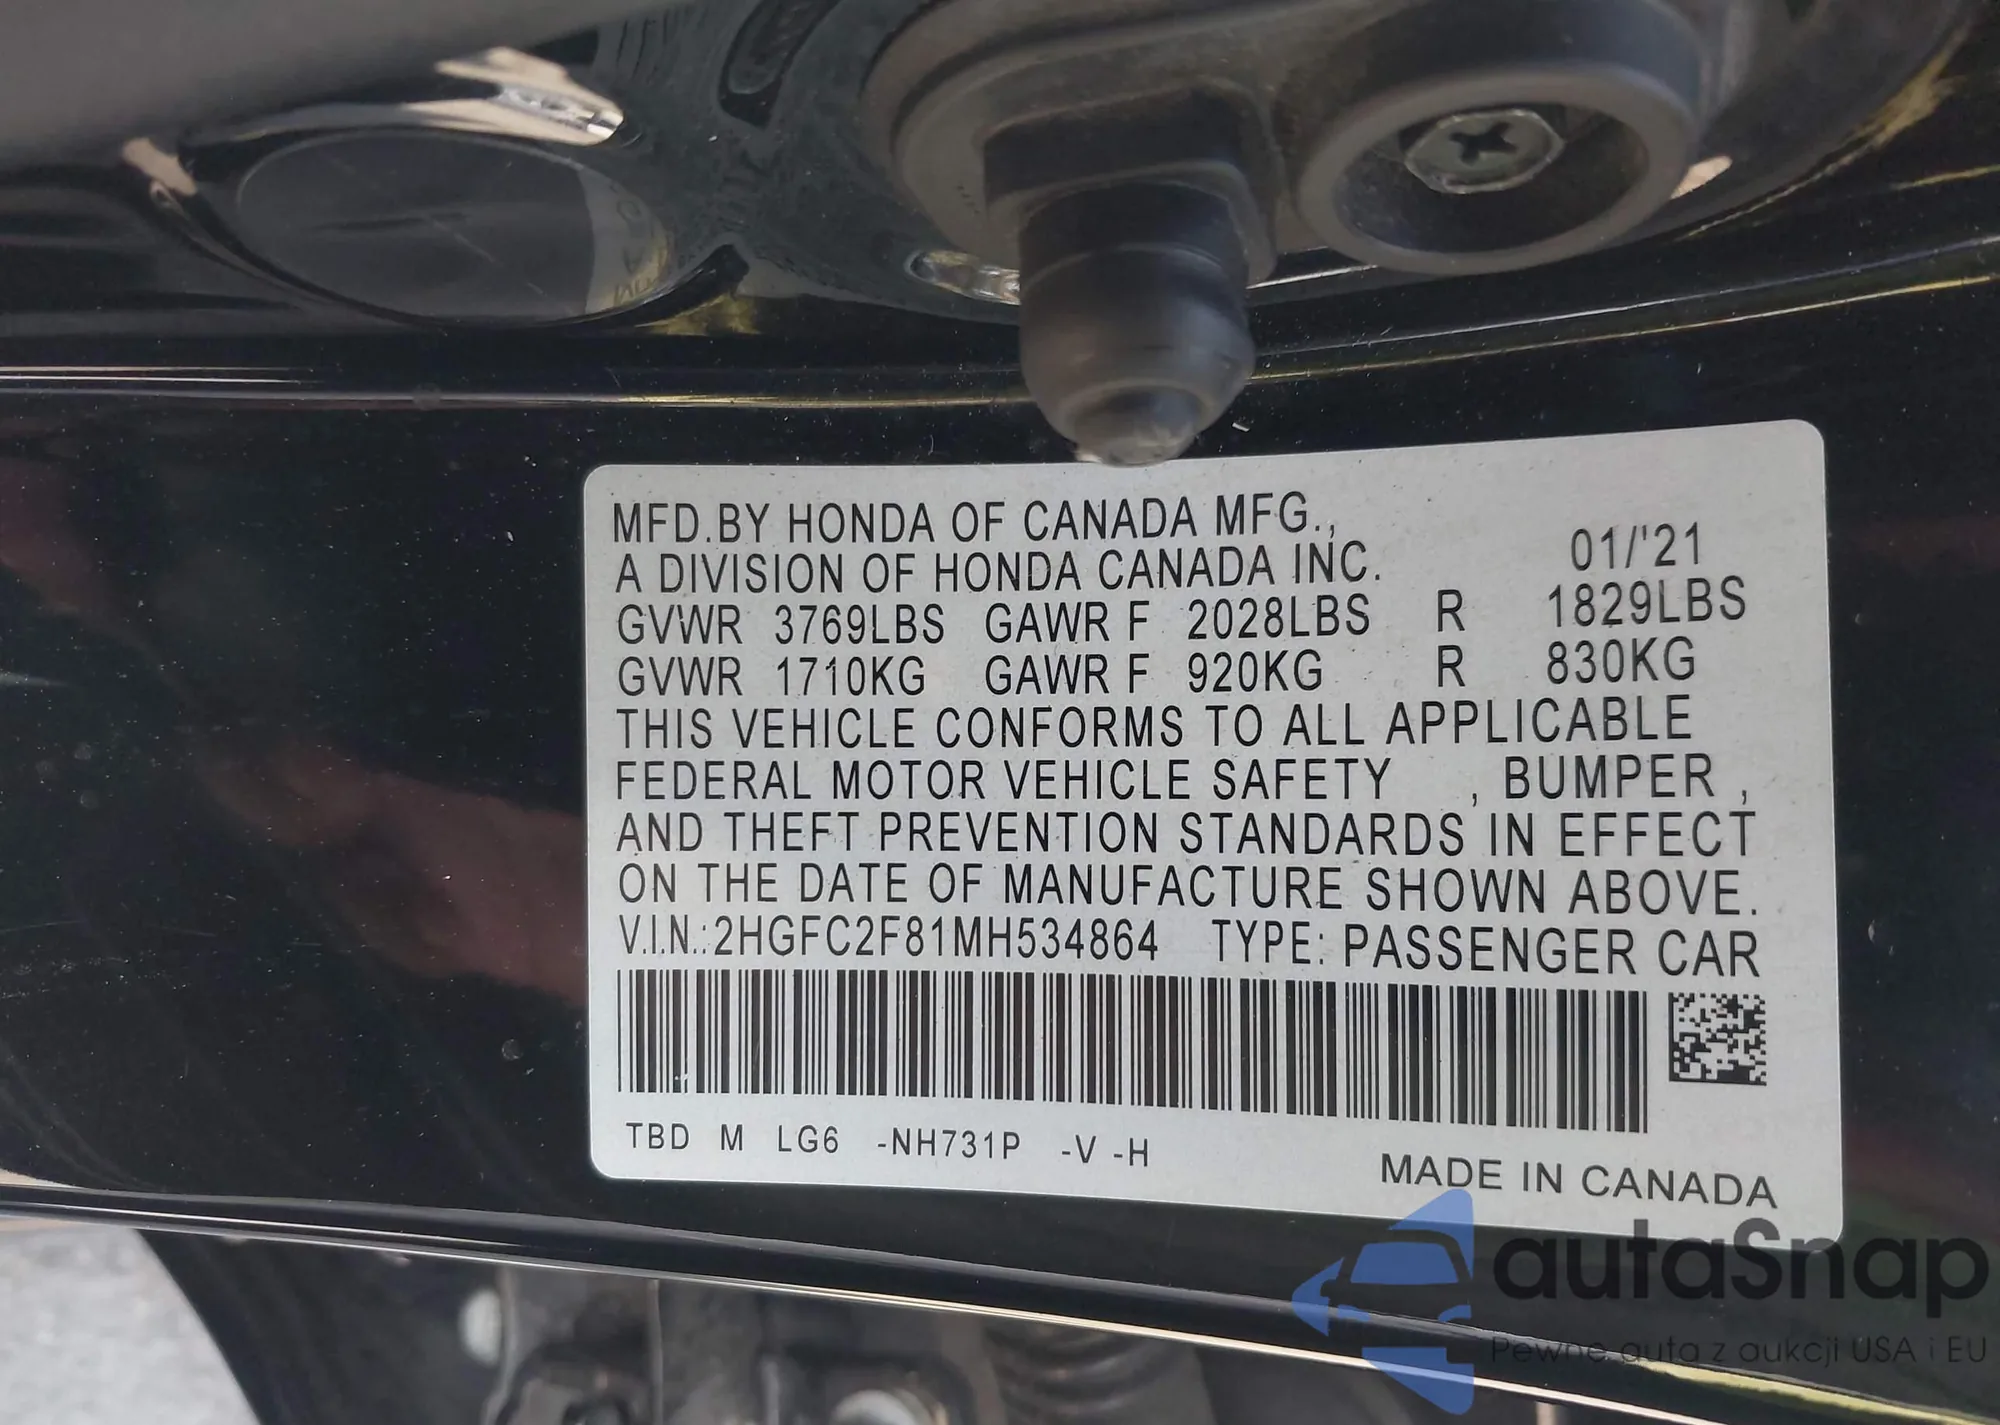 MFD.BY HONDA OF CANADA MFG.,
A DIVISION OF HONDA CANADA INC. 01/'21
GVWR 3769LBS GAWR F 2028LBS R 1829LBS
GVWR 1710KG GAWR F 920KG R 830KG
THIS VEHICLE CONFORMS TO ALL APPLICABLE
FEDERAL MOTOR VEHICLE SAFETY , BUMPER ,
AND THEFT PREVENTION STANDARDS IN EFFECT
ON THE DATE OF MANUFACTURE SHOWN ABOVE.
V.I.N.:2HGFC2F81MH534864 TYPE: PASSENGER CAR
TBD M LG6 -NH731P -V -H
MADE IN CANADA
autaSnap
Pewne auta z aukcji USA i EU